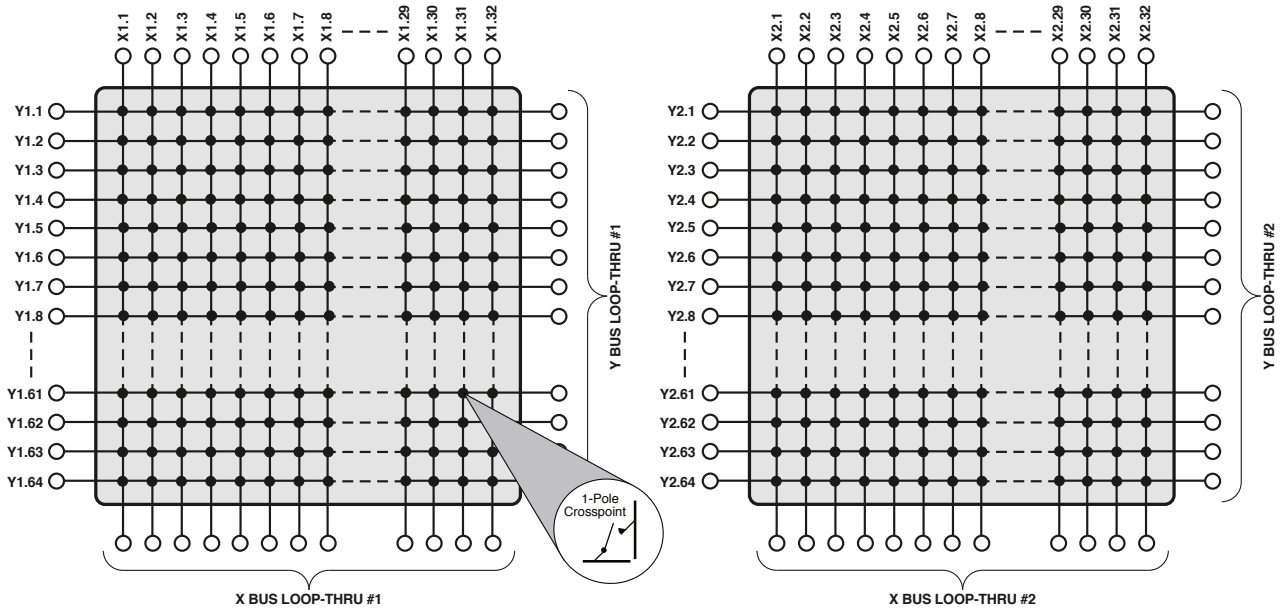 X1.1
X1.2
X1.3
X1.4
X1.5
X1.6
X1.7
X1.8
X1.29
X1.30
X1.31
X1.32
Y1.1
Y1.2
Y1.3
Y1.4
Y1.5
Y1.6
Y1.7
Y1.8
Y1.61
Y1.62
Y1.63
Y1.64
Y BUS LOOP-THRU #1
1-Pole
Crosspoint
X BUS LOOP-THRU #1
X2.1
X2.2
X2.3
X2.4
X2.5
X2.6
X2.7
X2.8
X2.29
X2.30
X2.31
X2.32
Y2.1
Y2.2
Y2.3
Y2.4
Y2.5
Y2.6
Y2.7
Y2.8
Y2.61
Y2.62
Y2.63
Y2.64
Y BUS LOOP-THRU #2
X BUS LOOP-THRU #2